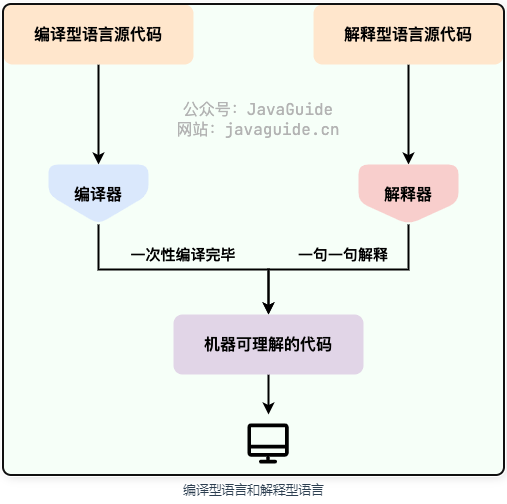 编译型语言源代码
解释型语言源代码
公众号：JavaGuide
网站：javaguide.cn
编译器
解释器
一次性编译完毕
一句一句解释
机器可理解的代码
编译型语言和解释型语言